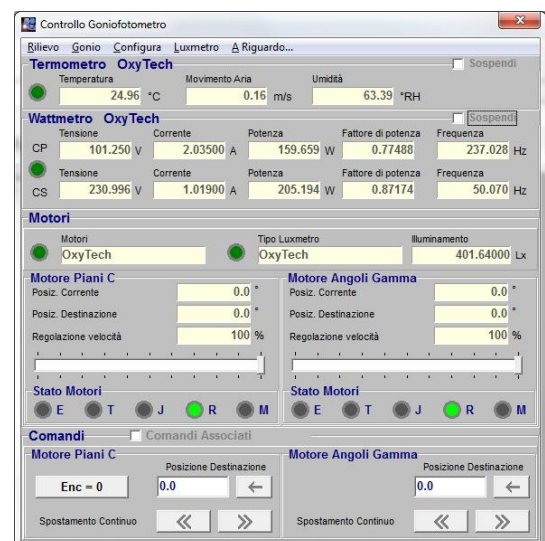 Controllo Goniofotometro
Rilievo Gonio Configura Luxmetro A Riguardo...
Termometro OxyTech Sospendi
Temperatura Movimento Aria Umidità
24.96 °C 0.16 m/s 63.39 °RH
Wattmetro OxyTech Sospendi
Tensione Corrente Potenza Fattore di potenza Frequenza
CP 101.250 V 2.03500 A 159.659 W 0.77488 237.028 Hz
Tensione Corrente Potenza Fattore di potenza Frequenza
CS 230.996 V 1.01900 A 205.194 W 0.87174 50.070 Hz
Motori
Motori Tipo Luxmetro Illuminamento
OxyTech OxyTech 401.64000 Lx
Motore Piani C Motore Angoli Gamma
Posiz. Corrente 0.0 ° Posiz. Corrente 0.0 °
Posiz. Destinazione 0.0 ° Posiz. Destinazione 0.0 °
Regolazione velocità 100 % Regolazione velocità 100 %
Stato Motori Stato Motori
E T J R M E T J R M
Comandi Comandi Associati
Motore Piani C Motore Angoli Gamma
Posizione Destinazione Posizione Destinazione
Enc = 0 0.0 0.0
Spostamento Continuo Spostamento Continuo